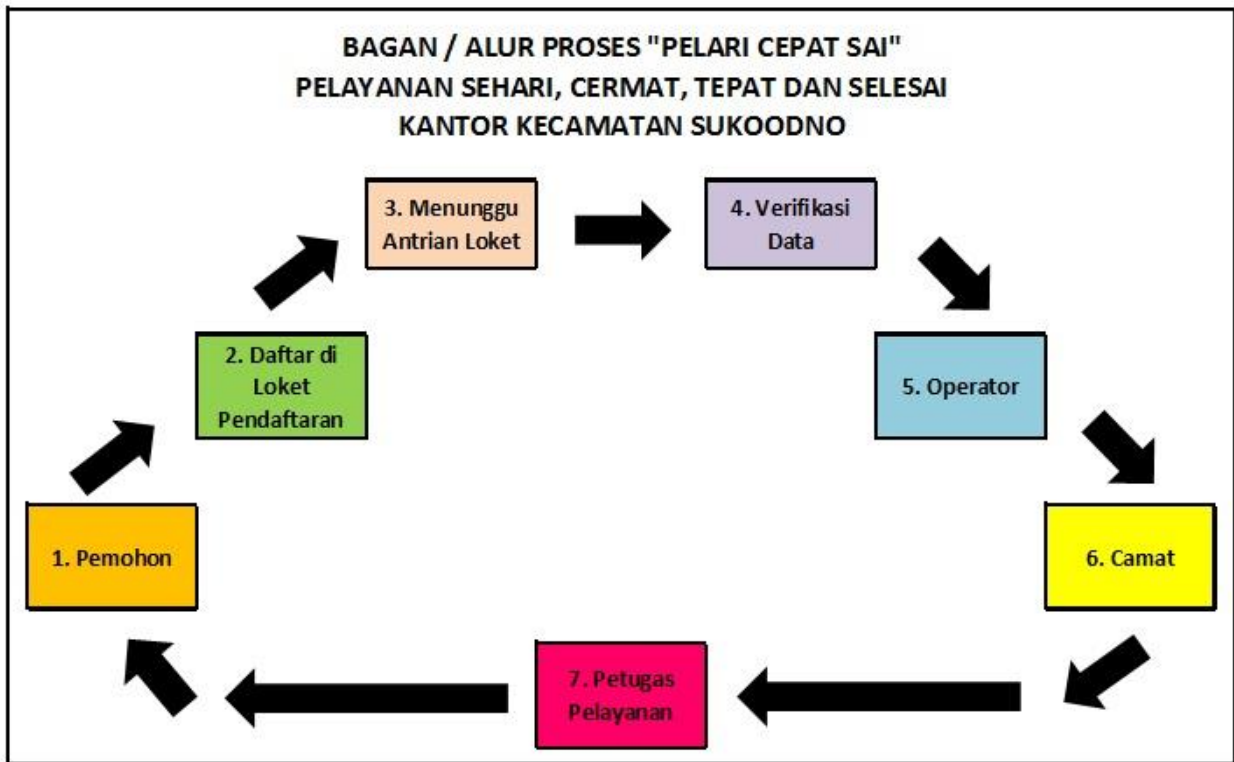 BAGAN / ALUR PROSES "PELARI CEPAT SAI"
PELAYANAN SEHARI, CERMAT, TEPAT DAN SELESAI
KANTOR KECAMATAN SUKOODNO
3. Menunggu
Antrian Loket
4. Verifikasi
Data
2. Daftar di
Loket
Pendaftaran
5. Operator
1. Pemohon
6. Camat
7. Petugas
Pelayanan